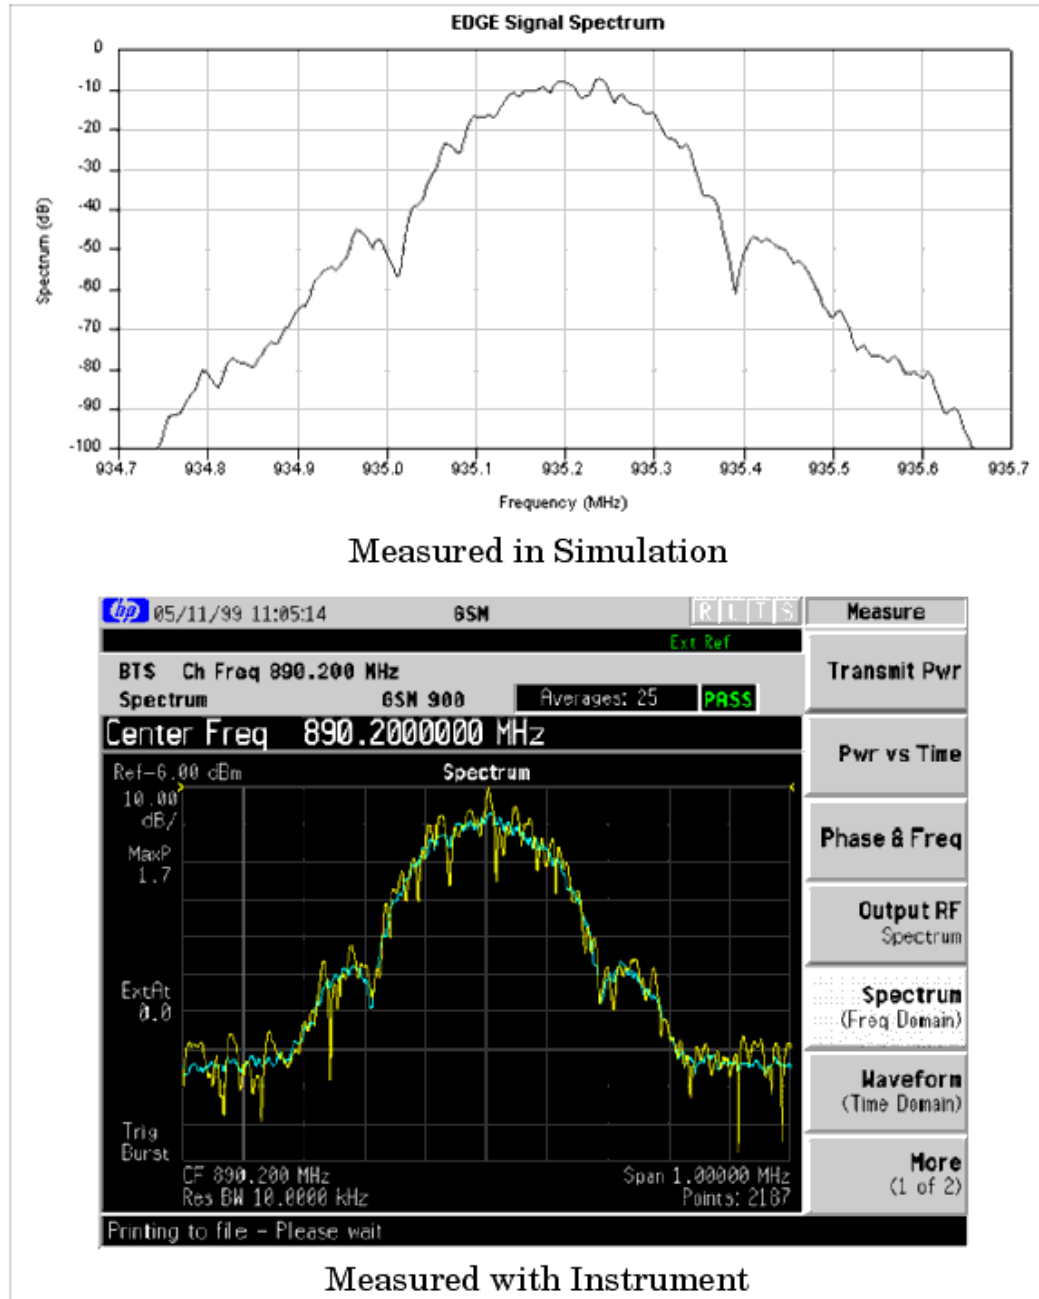 EDGE Signal Spectrum
0
-10
-20
-30
-40
-50
-60
-70
-80
-90
-100
Spectrum (dB)
934.7 934.8 934.9 935.0 935.1 935.2 935.3 935.4 935.5 935.6 935.7
Frequency (MHz)
Measured in Simulation
hp 05/11/99 11:05:14 GSM R L T S Measure
Ext Ref
BTS Ch Freq 890.200 MHz
Spectrum GSM 900 Averages: 25 PASS
Center Freq 890.2000000 MHz
Ref-6.00 dBm Spectrum
10.00
dB/
MaxP
1.7
ExtAt
0.0
Trig
Burst
CF 890.200 MHz Span 1.00000 MHz
Res BW 10.0000 kHz Points: 2187
Printing to file - Please wait
Transmit Pwr
Pwr vs Time
Phase & Freq
Output RF
Spectrum
Spectrum
(Freq Domain)
Waveform
(Time Domain)
More
(1 of 2)
Measured with Instrument